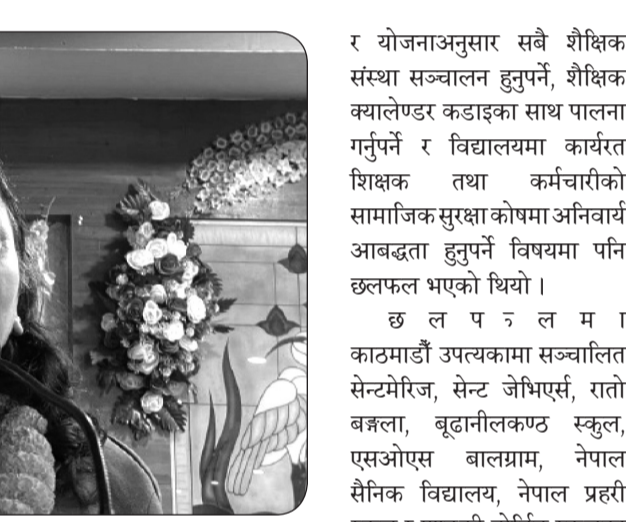 र योजनाअनुसार सबै शैक्षिक
संस्था सञ्चालन हुनुपर्ने, शैक्षिक
क्यालेण्डर कडाइका साथ पालना
गर्नुपर्ने र विद्यालयमा कार्यरत
शिक्षक तथा कर्मचारीको
सामाजिक सुरक्षा कोषमा अनिवार्य
आबद्धता हुनुपर्ने विषयमा पनि
छलफल भएको थियो ।
छ ल फ ल म ा
काठमाडौँ उपत्यकामा सञ्चालित
सेन्टमेरिज, सेन्ट जेभिएर्स, रातो
बङ्गला, बूढानीलकण्ठ स्कुल,
एसओएस बालग्राम, नेपाल
सैनिक विद्यालय, नेपाल प्रहरी